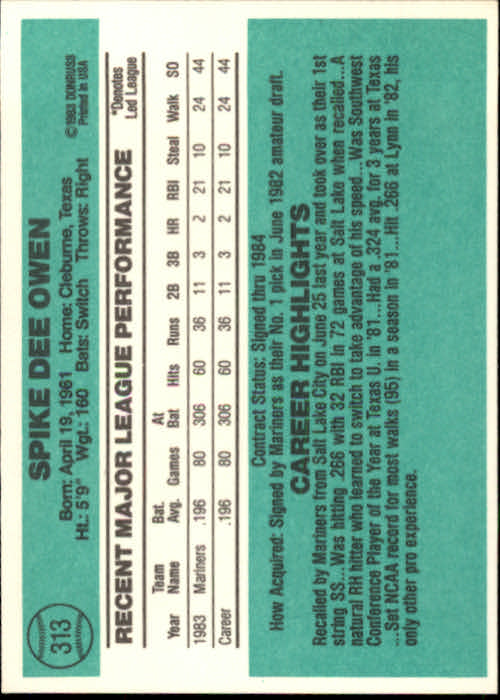 313
SPIKE DEE OWEN
Born: April 19, 1961 Home: Cleburne, Texas
Ht.: 5'9" Wgt.: 160 Bats: Switch Throws: Right
© 1983 DONRUSS
Printed in USA
RECENT MAJOR LEAGUE PERFORMANCE
*Denotes
Led League
Year Team Name Bat. Avg. Games At Bat Hits Runs 2B 3B HR RBI Steal Walk SO
1983 Mariners .196 80 306 60 36 11 3 2 21 10 24 44
Career .196 80 306 60 36 11 3 2 21 10 24 44
Contract Status: Signed thru 1984
How Acquired: Signed by Mariners as their No. 1 pick in June 1982 amateur draft.
CAREER HIGHLIGHTS
Recalled by Mariners from Salt Lake City on June 25 last year and took over as their 1st
string SS...Was hitting .266 with 32 RBI in 72 games at Salt Lake when recalled...A
natural RH hitter who learned to switch to take advantage of his speed...Was Southwest
Conference Player of the Year at Texas U. in '81...Had a .324 avg. for 3 years at Texas
...Set NCAA record for most walks (95) in a season in '81...Hit .266 at Lynn in '82, his
only other pro experience.